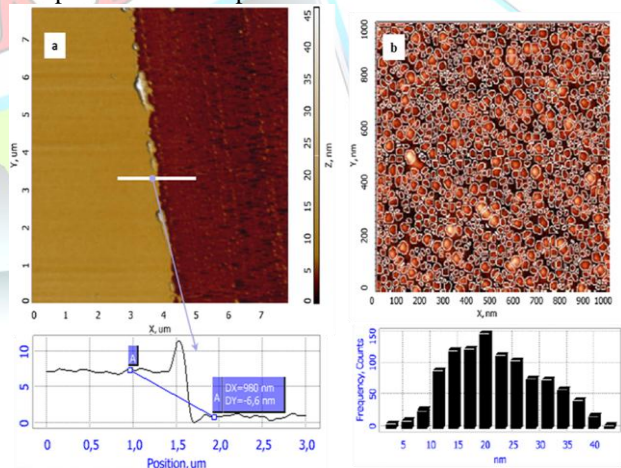 a
7
6
5
4
3
2
1
0
Y, um
0 1 2 3 4 5 6 7
X, um
45
40
35
30
25
20
15
10
5
0
Z, nm
b
1000
800
600
400
200
0
Y, nm
0 100 200 300 400 500 600 700 800 900 1000
X, nm
10
5
0
A
A
DX=980 nm
DY=-6,6 nm
0 0,5 1,0 1,5 2,0 2,5 3,0
Position, um
150
100
50
0
Frequency, Counts
5 10 15 20 25 30 35 40
nm